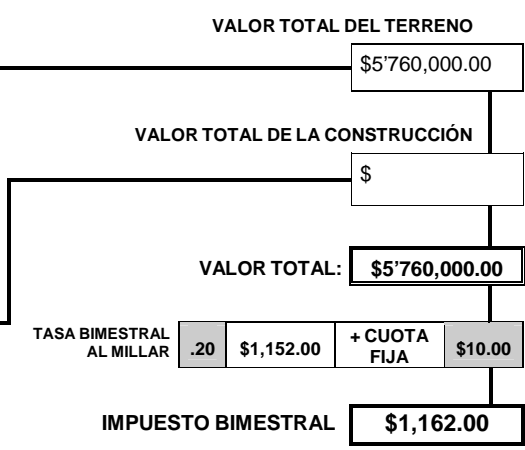 VALOR TOTAL DEL TERRENO
$5'760,000.00
VALOR TOTAL DE LA CONSTRUCCIÓN
$
VALOR TOTAL: $5'760,000.00
TASA BIMESTRAL
AL MILLAR .20 $1,152.00 + CUOTA
FIJA $10.00
IMPUESTO BIMESTRAL $1,162.00